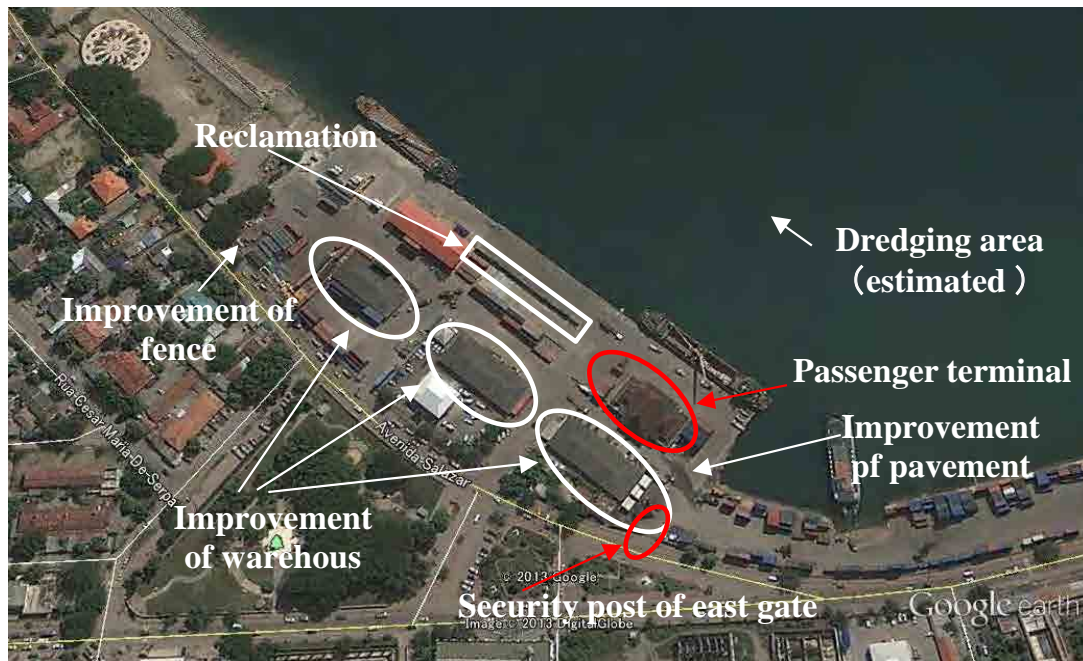 Reclamation
Dredging area
(estimated )
Improvement of
fence
Rua Cesar Maria-De-Serpa
Passenger terminal
Avenida-Salazar
Improvement
pf pavement
Improvement
of warehous
© 2013 Google
Security post of east gate
Image © 2013 DigitalGlobe
Google earth